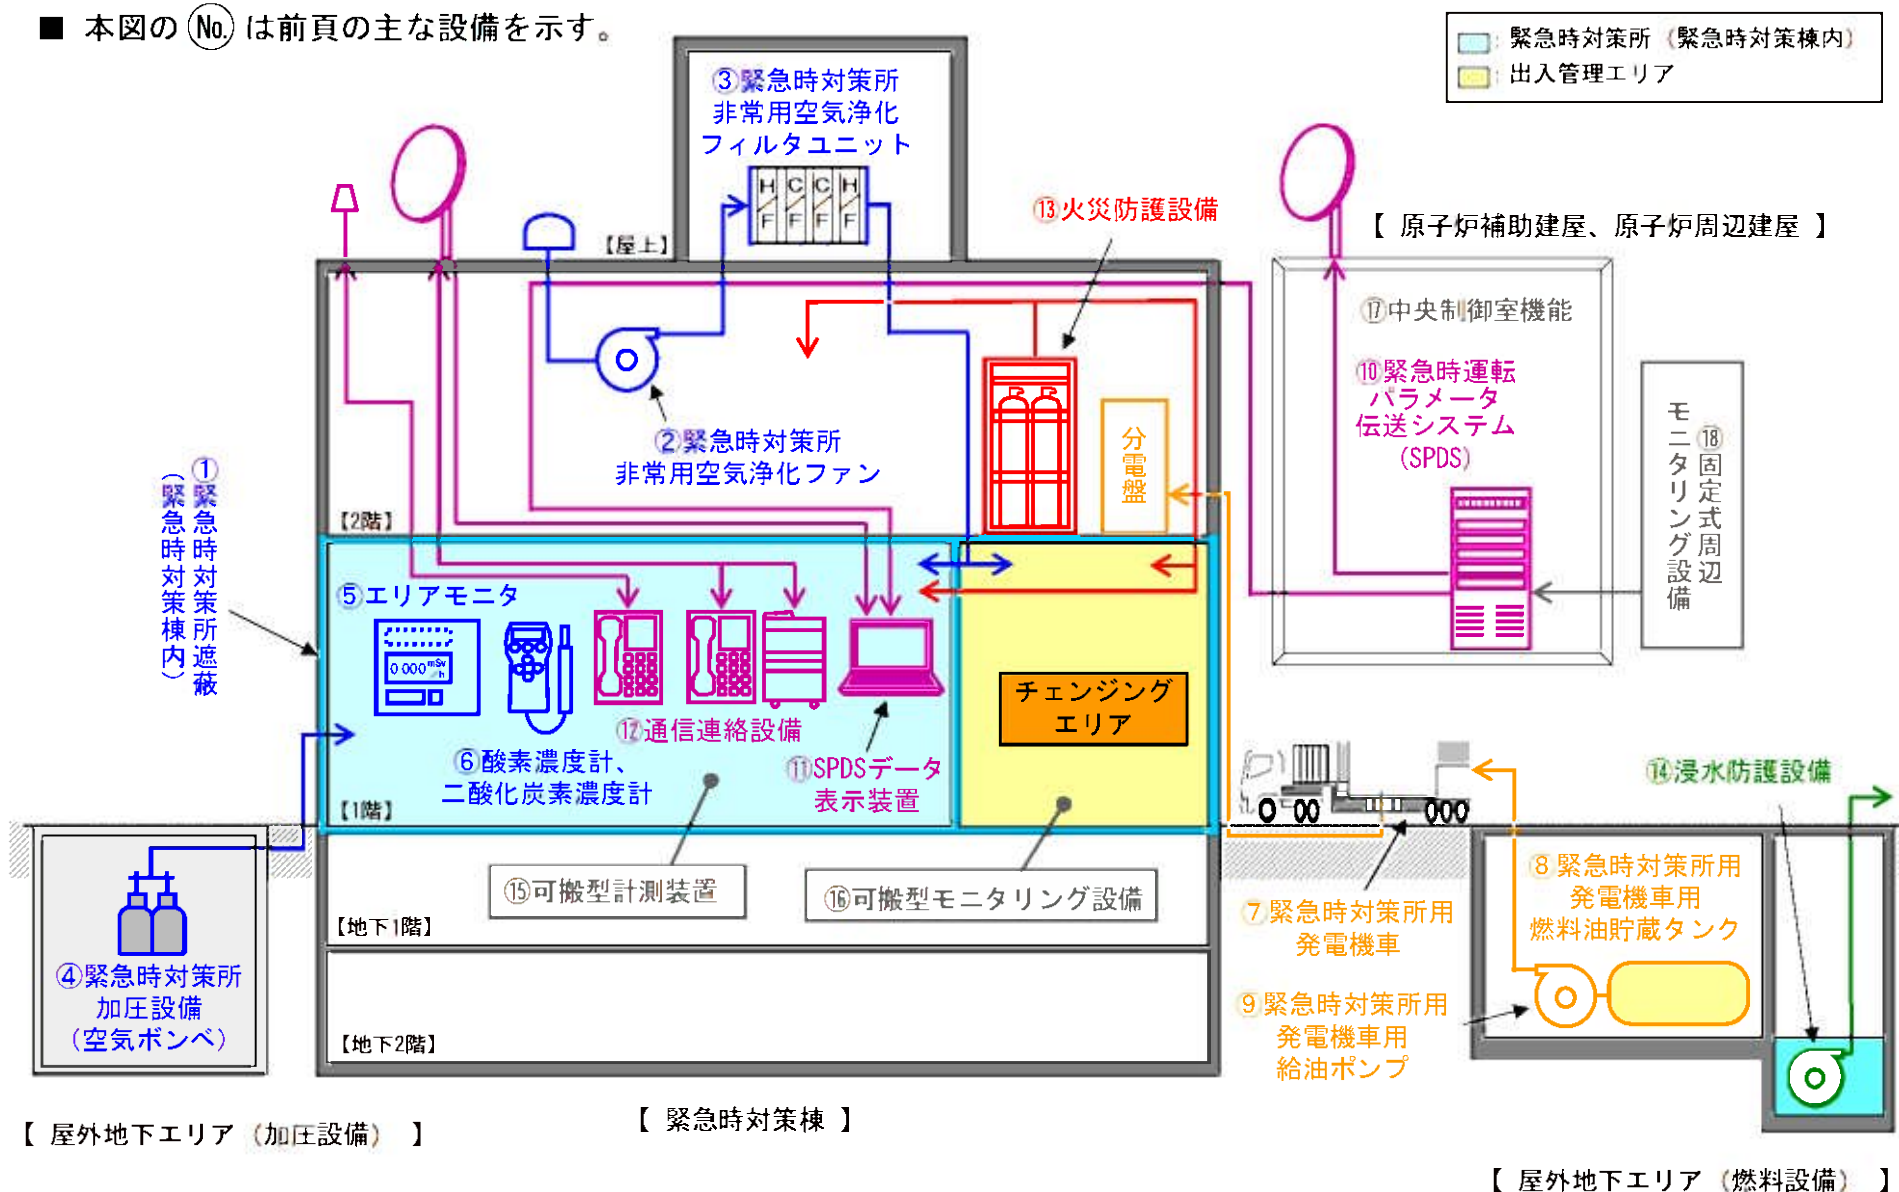 ■ 本図の No. は前頁の主な設備を示す。
：緊急時対策所（緊急時対策棟内）
：出入管理エリア
③緊急時対策所
非常用空気浄化
フィルタユニット
H C C H
F F F F
【屋上】
⑬火災防護設備
【 原子炉補助建屋、原子炉周辺建屋 】
⑰中央制御室機能
⑩緊急時運転
パラメータ
伝送システム
(SPDS)
⑱固定式周辺
モニタリング設備
②緊急時対策所
非常用空気浄化ファン
分電盤
【2階】
①緊急時対策所遮蔽
（緊急時対策棟内）
⑤エリアモニタ
0.000 mSv/h
⑫通信連絡設備
⑥酸素濃度計、
二酸化炭素濃度計
⑪SPDSデータ
表示装置
チェンジング
エリア
【1階】
⑭浸水防護設備
⑮可搬型計測装置
⑯可搬型モニタリング設備
【地下1階】
⑦緊急時対策所用
発電機車
⑧緊急時対策所用
発電機車用
燃料油貯蔵タンク
④緊急時対策所
加圧設備
（空気ボンベ）
⑨緊急時対策所用
発電機車用
給油ポンプ
【地下2階】
【 屋外地下エリア（加圧設備） 】
【 緊急時対策棟 】
【 屋外地下エリア（燃料設備） 】